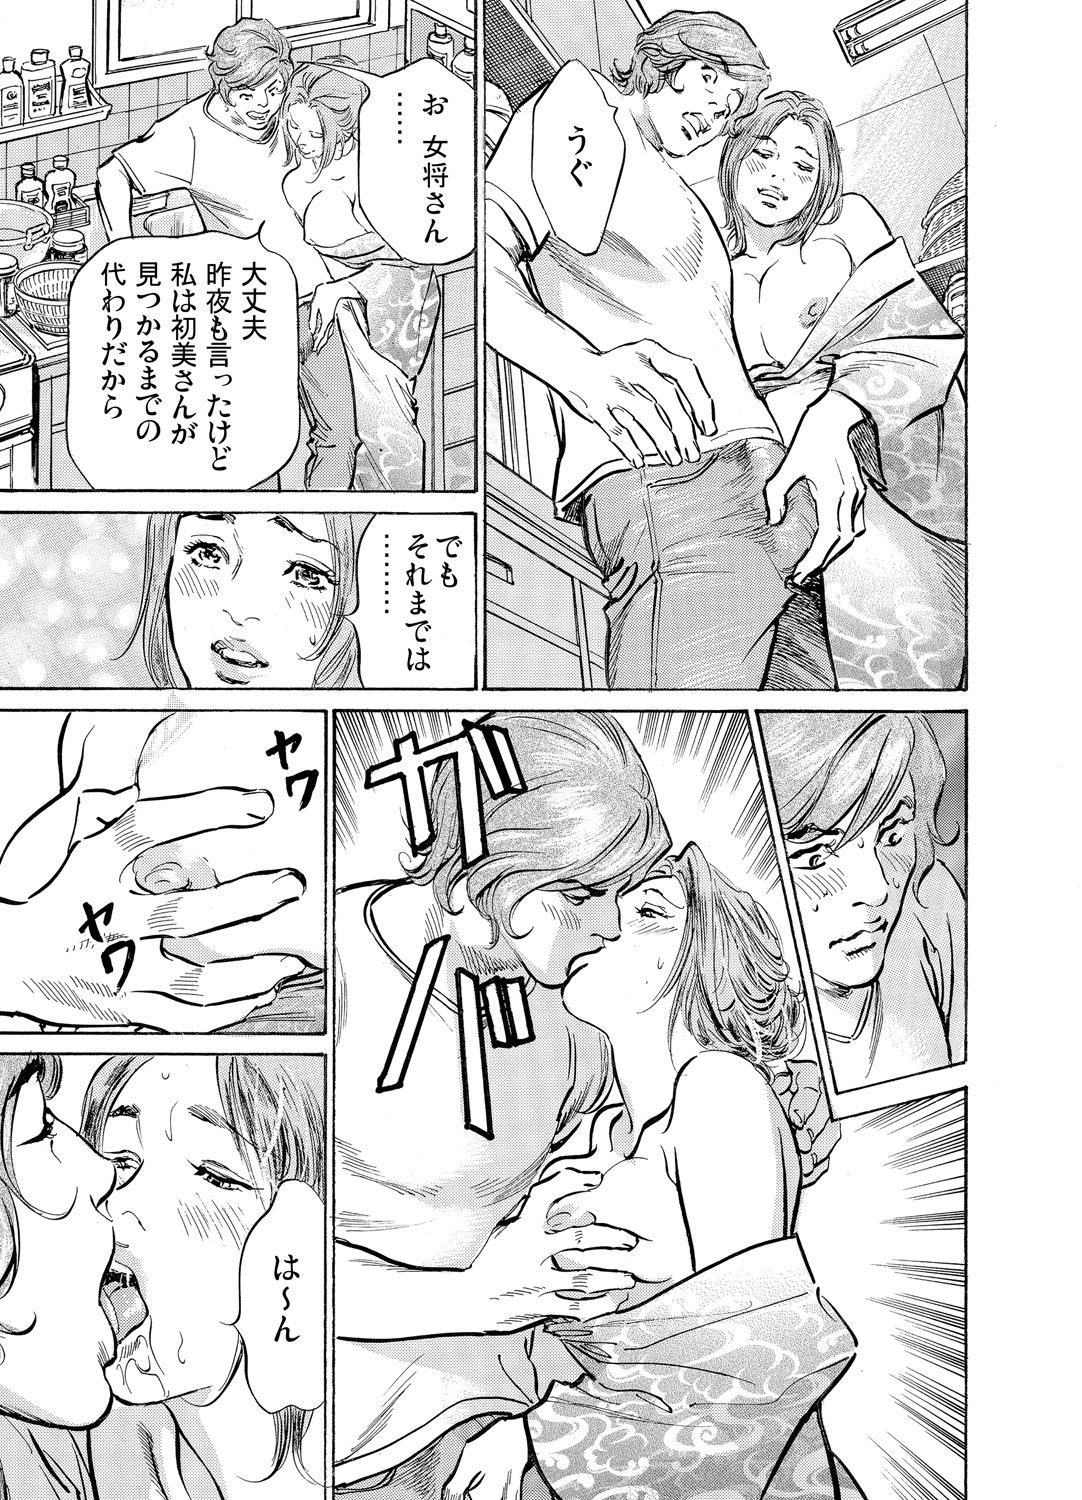 うぐ
お 女将さん
……
大丈夫
昨夜も言ったけど
私は初美さんが
見つかるまでの
代わりだから
でも
それまでは
………
ガバッ
ヤワ
ヤワ
は～ん